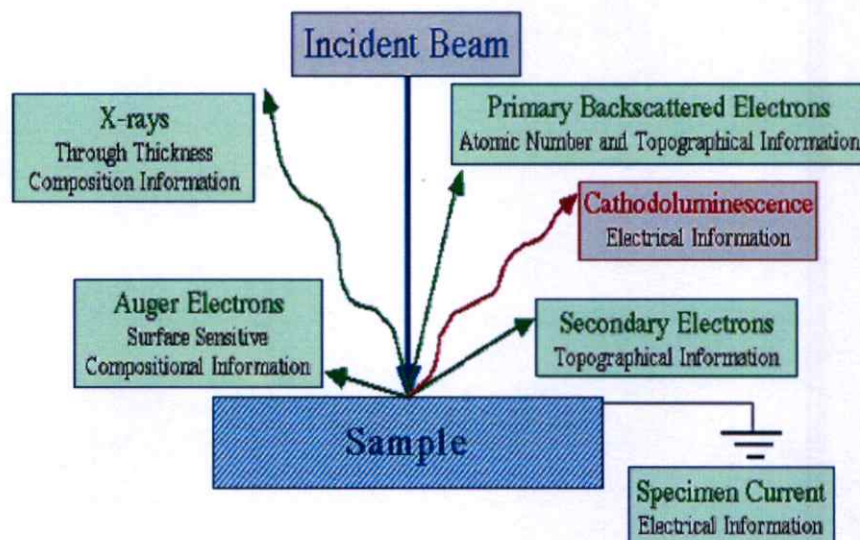 Incident Beam
X-rays
Through Thickness
Composition Information
Primary Backscattered Electrons
Atomic Number and Topographical Information
Cathodoluminescence
Electrical Information
Auger Electrons
Surface Sensitive
Compositional Information
Secondary Electrons
Topographical Information
Sample
Specimen Current
Electrical Information